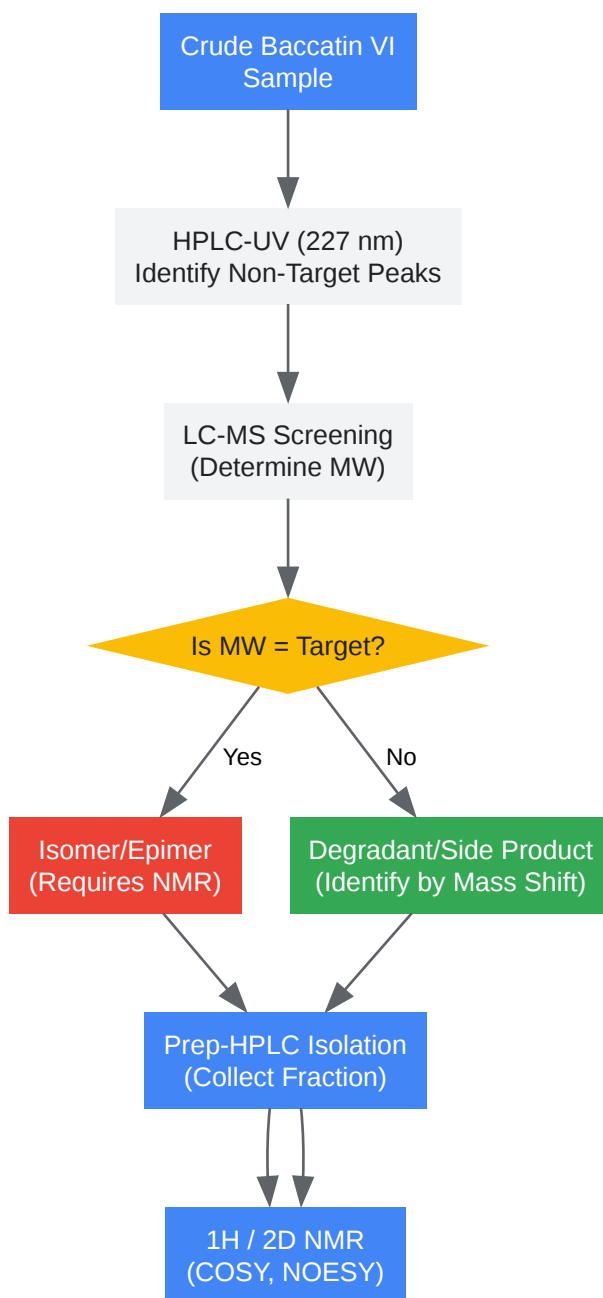 Crude Baccatin VI
Sample
HPLC-UV (227 nm)
Identify Non-Target Peaks
LC-MS Screening
(Determine MW)
Is MW = Target?
Yes
No
Isomer/Epimer
(Requires NMR)
Degradant/Side Product
(Identify by Mass Shift)
Prep-HPLC Isolation
(Collect Fraction)
1H / 2D NMR
(COSY, NOESY)